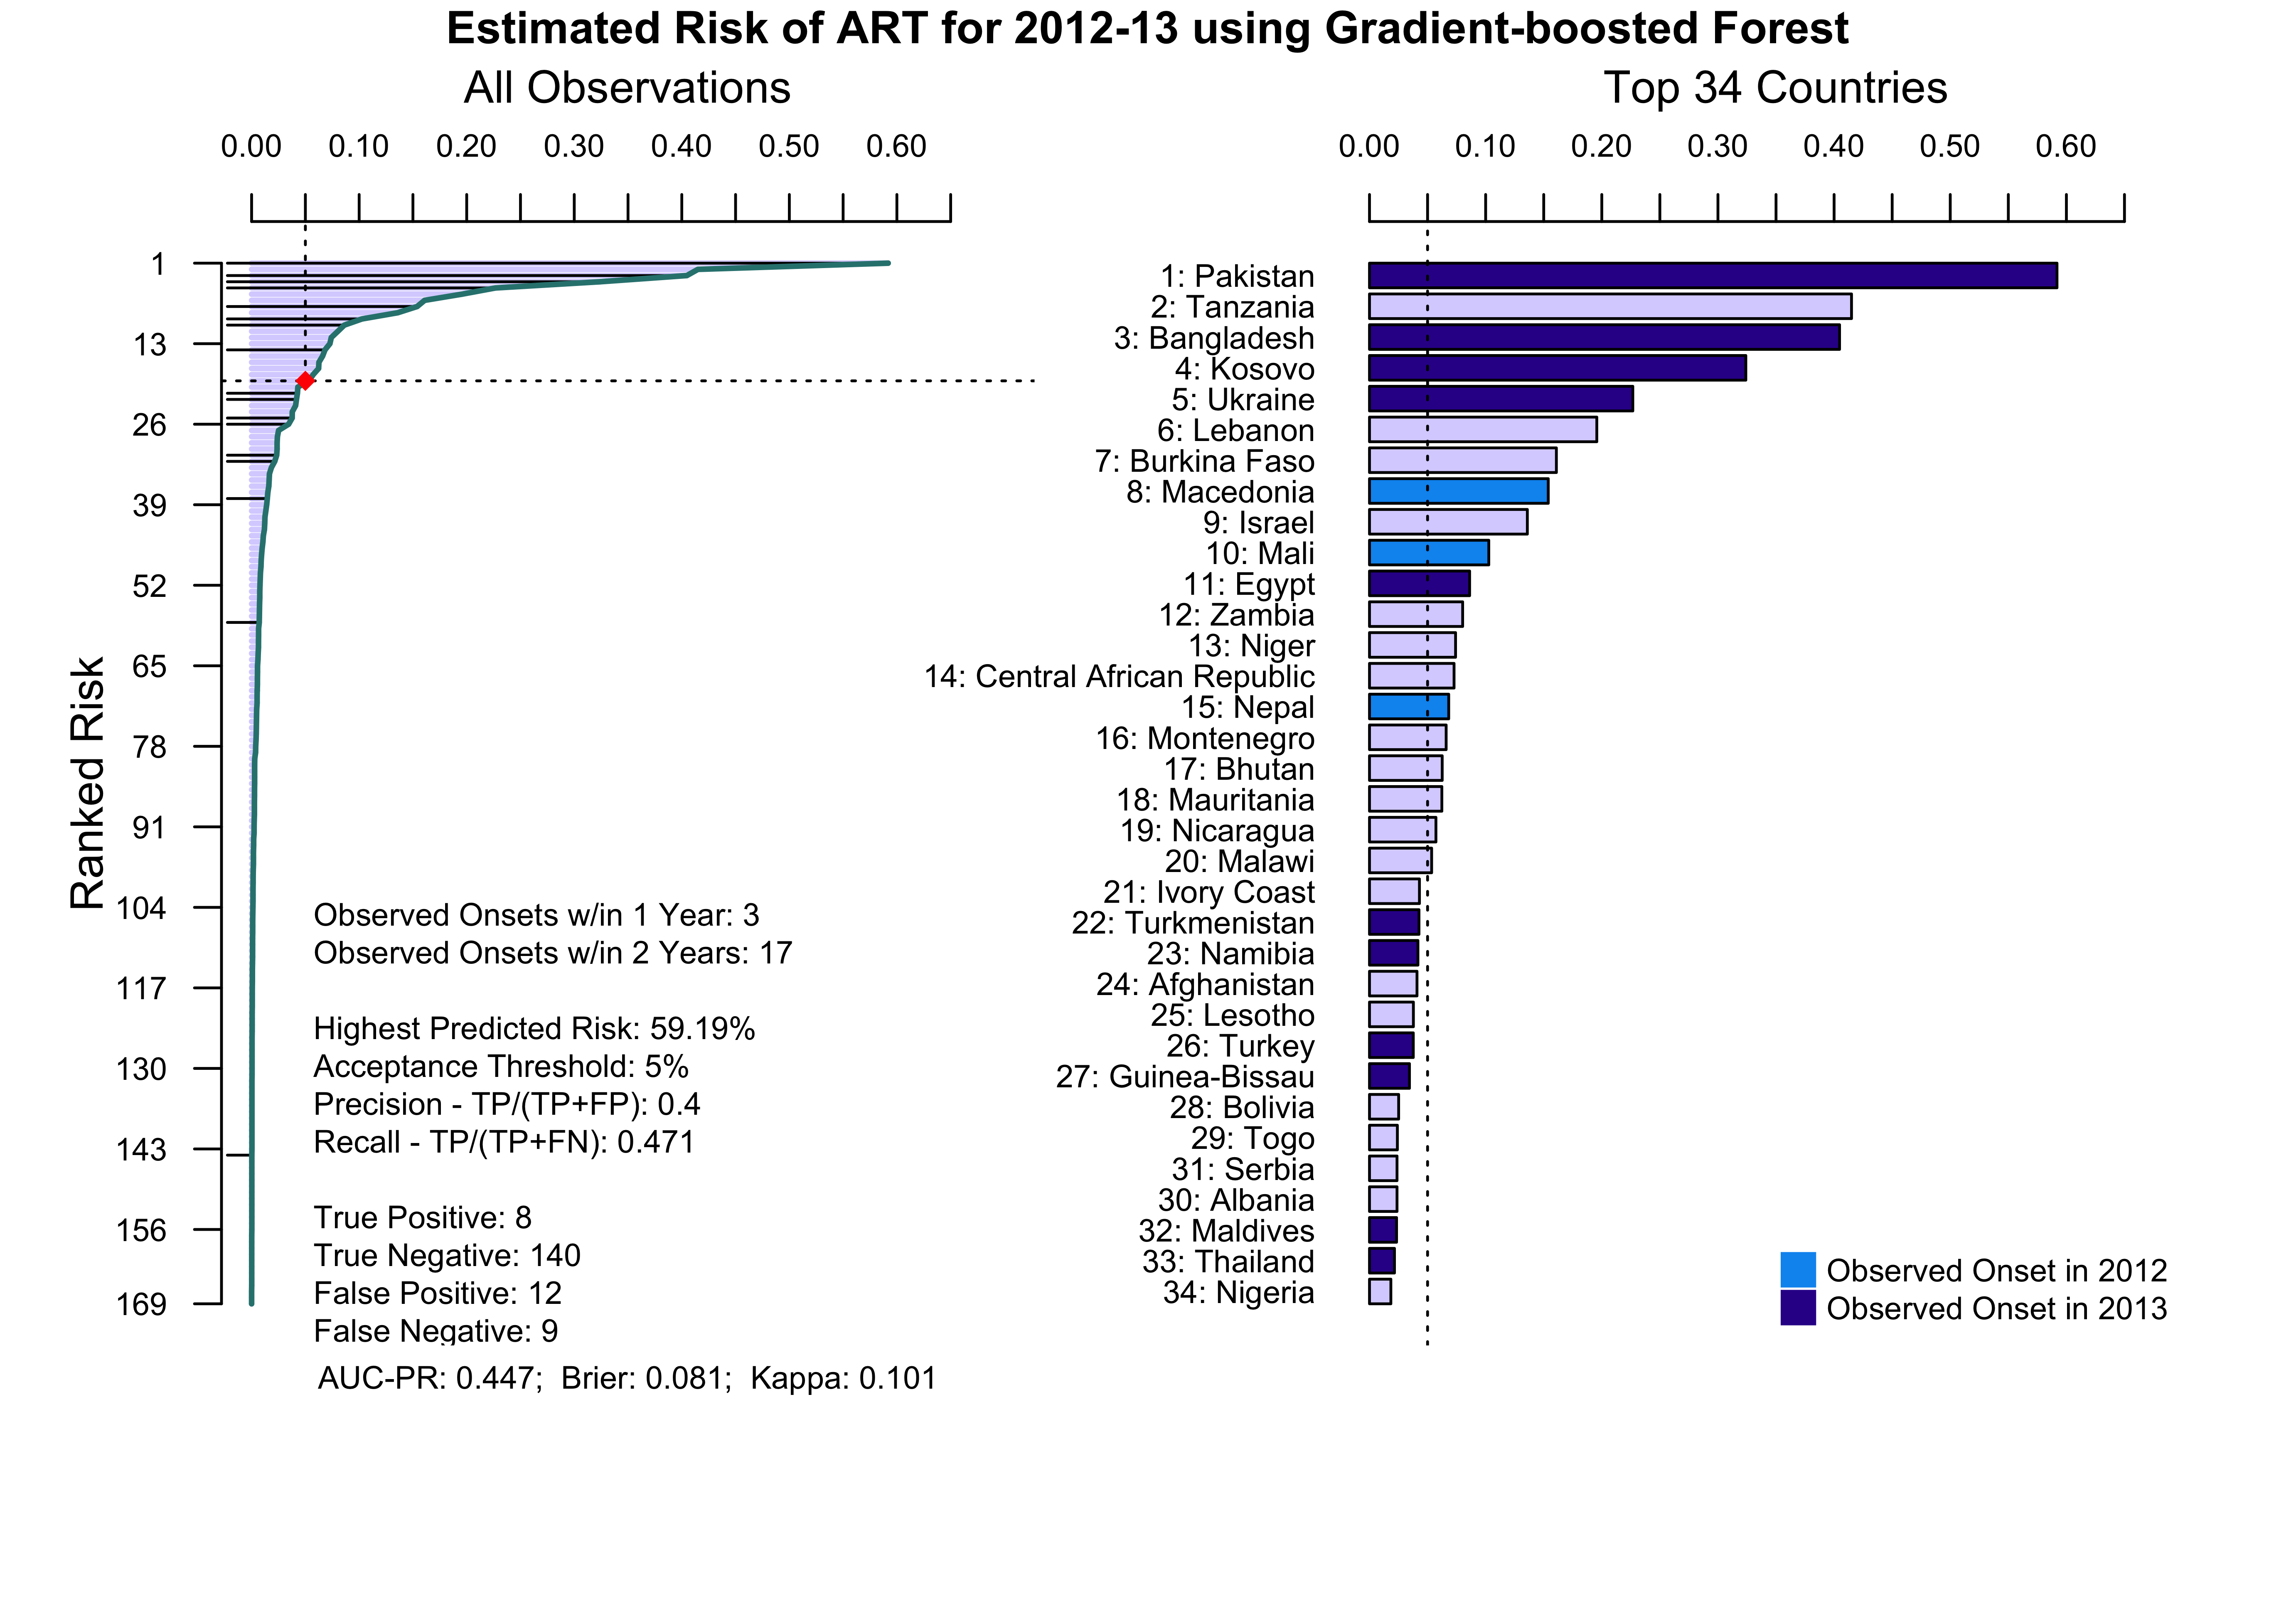 Estimated Risk of ART for 2012-13 using Gradient-boosted Forest
All Observations
0.00 0.10 0.20 0.30 0.40 0.50 0.60
Ranked Risk
1
13
26
39
52
65
78
91
104
117
130
143
156
169
Observed Onsets w/in 1 Year: 3
Observed Onsets w/in 2 Years: 17
Highest Predicted Risk: 59.19%
Acceptance Threshold: 5%
Precision - TP/(TP+FP): 0.4
Recall - TP/(TP+FN): 0.471
True Positive: 8
True Negative: 140
False Positive: 12
False Negative: 9
AUC-PR: 0.447; Brier: 0.081; Kappa: 0.101
Top 34 Countries
0.00 0.10 0.20 0.30 0.40 0.50 0.60
1: Pakistan
2: Tanzania
3: Bangladesh
4: Kosovo
5: Ukraine
6: Lebanon
7: Burkina Faso
8: Macedonia
9: Israel
10: Mali
11: Egypt
12: Zambia
13: Niger
14: Central African Republic
15: Nepal
16: Montenegro
17: Bhutan
18: Mauritania
19: Nicaragua
20: Malawi
21: Ivory Coast
22: Turkmenistan
23: Namibia
24: Afghanistan
25: Lesotho
26: Turkey
27: Guinea-Bissau
28: Bolivia
29: Togo
31: Serbia
30: Albania
32: Maldives
33: Thailand
34: Nigeria
Observed Onset in 2012
Observed Onset in 2013